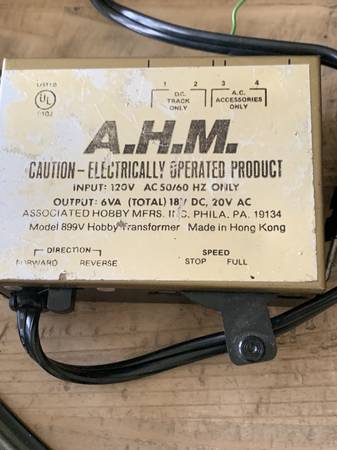 LISTED
UL
1 2 3 4
D.C. A.C.
TRACK ACCESSORIES
ONLY ONLY
A.H.M.
CAUTION-ELECTRICALLY OPERATED PRODUCT
INPUT: 120V AC 50/60 HZ ONLY
OUTPUT: 6VA (TOTAL) 18V DC, 20V AC
ASSOCIATED HOBBY MFRS. INC. PHILA. PA. 19134
Model 899V Hobby Transformer Made in Hong Kong
DIRECTION SPEED
FORWARD REVERSE STOP FULL